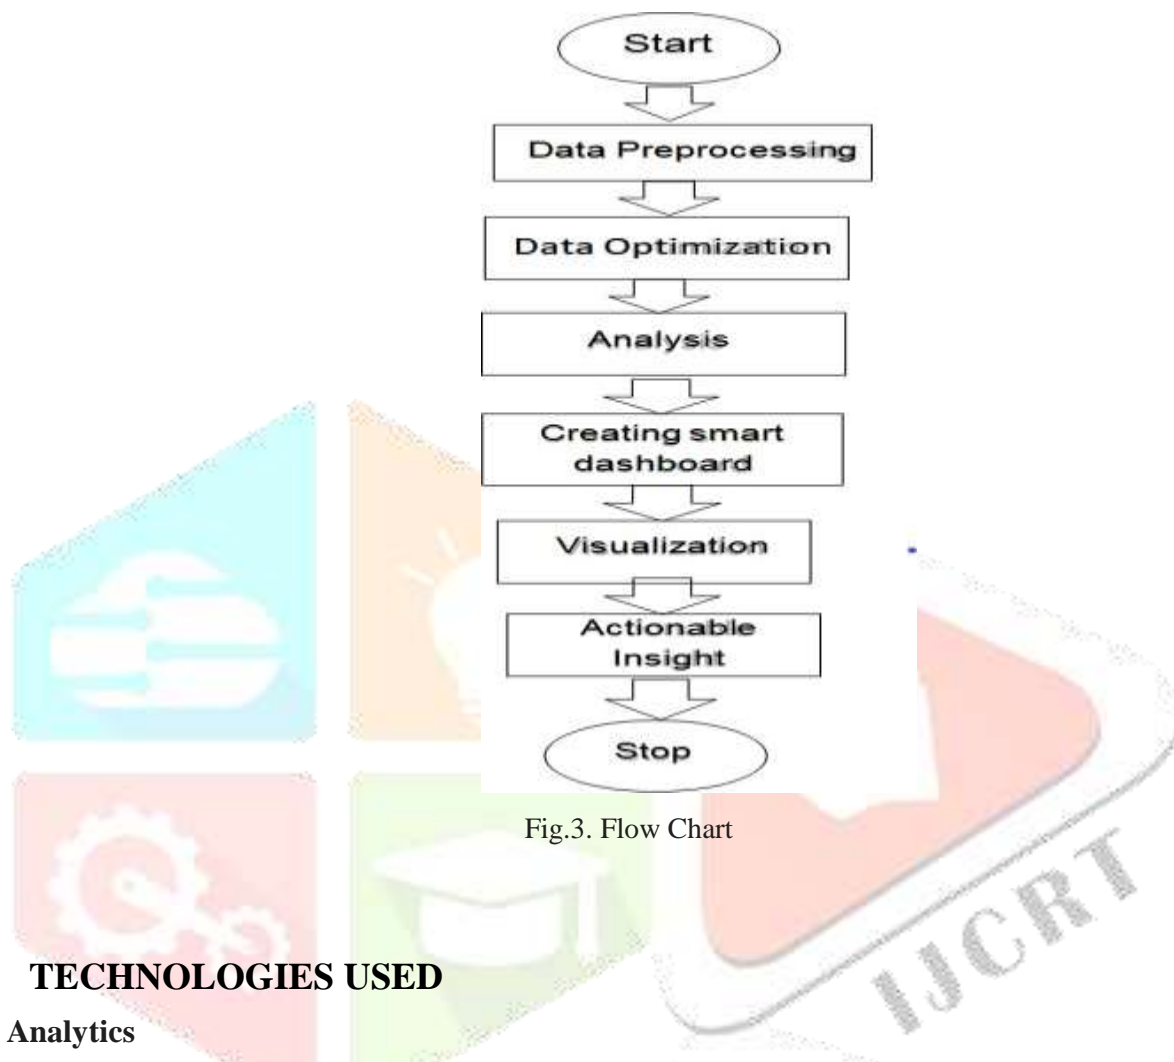 Start
Data Preprocessing
Data Optimization
Analysis
Creating smart
dashboard
Visualization
Actionable
Insight
Stop
Fig.3. Flow Chart
IJCRT
TECHNOLOGIES USED
Analytics